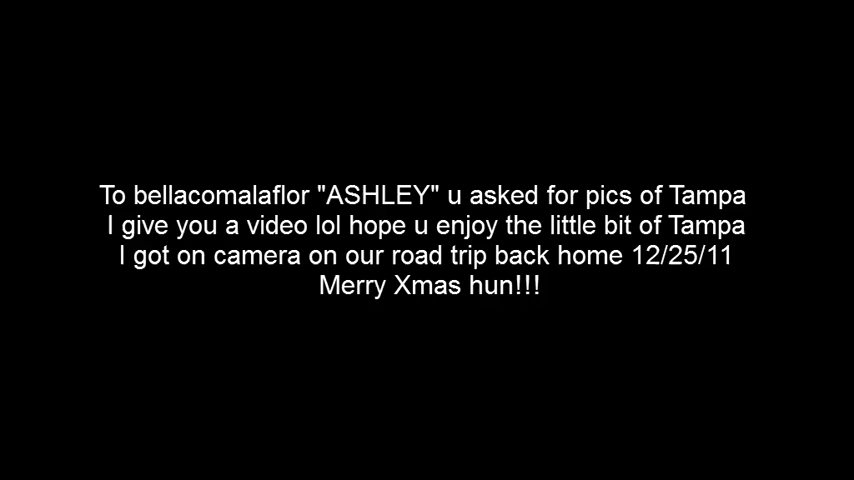 To bellacomalaflor "ASHLEY" u asked for pics of Tampa
I give you a video lol hope u enjoy the little bit of Tampa
I got on camera on our road trip back home 12/25/11
Merry Xmas hun!!!